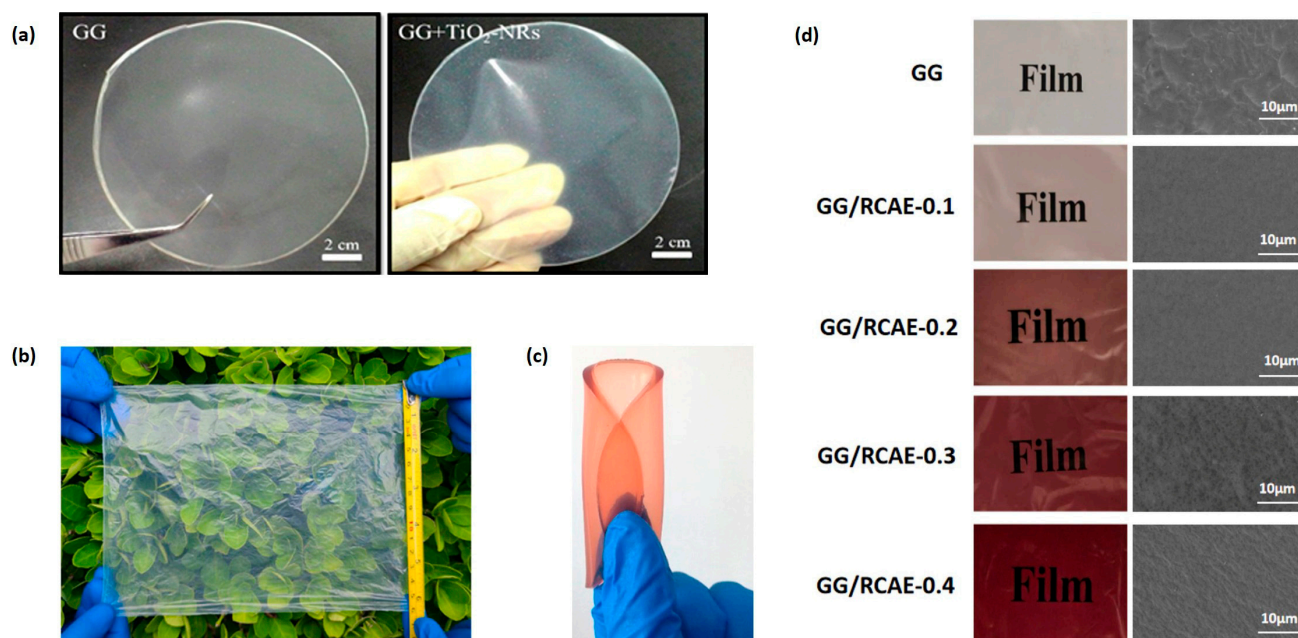 (a)
GG
2 cm
GG+TiO₂-NRs
2 cm
(b)
(c)
(d)
GG
Film
10µm
GG/RCAE-0.1
Film
10µm
GG/RCAE-0.2
Film
10µm
GG/RCAE-0.3
Film
10µm
GG/RCAE-0.4
Film
10µm